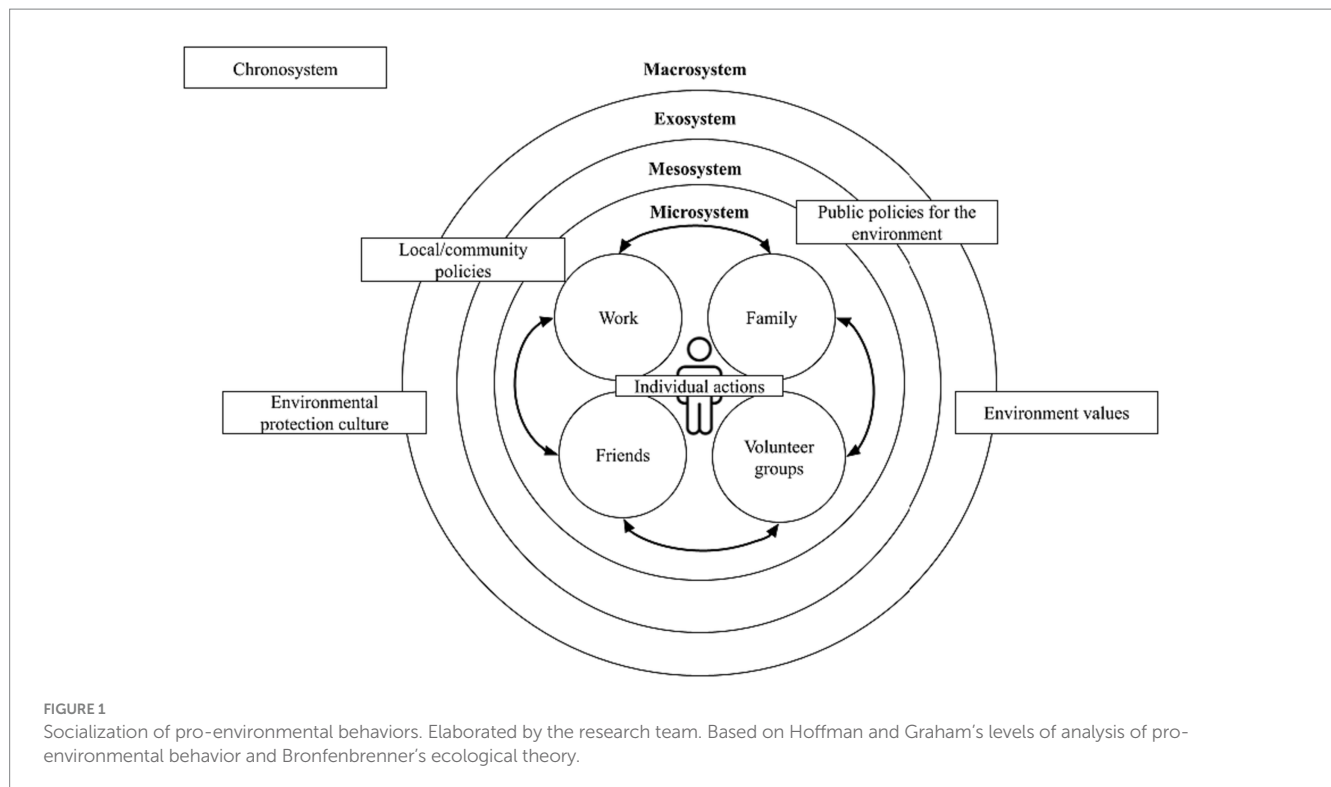 Chronosystem
Macrosystem
Exosystem
Mesosystem
Microsystem
Public policies for the
environment
Local/community
policies
Work
Family
Individual actions
Environmental
protection culture
Environment values
Friends
Volunteer
groups
FIGURE 1
Socialization of pro-environmental behaviors. Elaborated by the research team. Based on Hoffman and Graham’s levels of analysis of pro-
environmental behavior and Bronfenbrenner’s ecological theory.